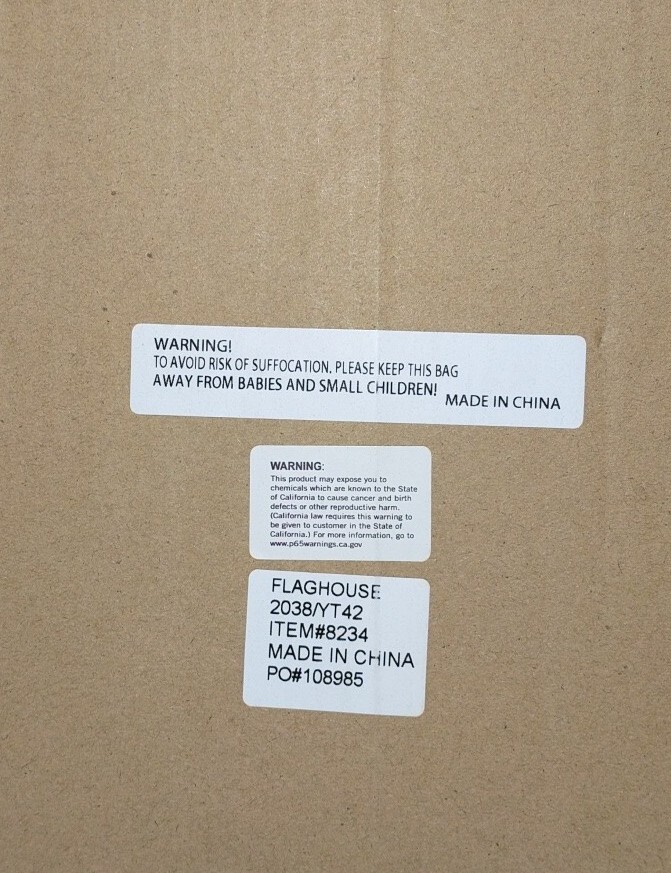 WARNING!
TO AVOID RISK OF SUFFOCATION, PLEASE KEEP THIS BAG
AWAY FROM BABIES AND SMALL CHILDREN!
MADE IN CHINA
WARNING:
This product may expose you to
chemicals which are known to the State
of California to cause cancer and birth
defects or other reproductive harm.
(California law requires this warning to
be given to customer in the State of
California.) For more information, go to
www.p65warnings.ca.gov
FLAGHOUSE
2038/YT42
ITEM#8234
MADE IN CHINA
PO#108985